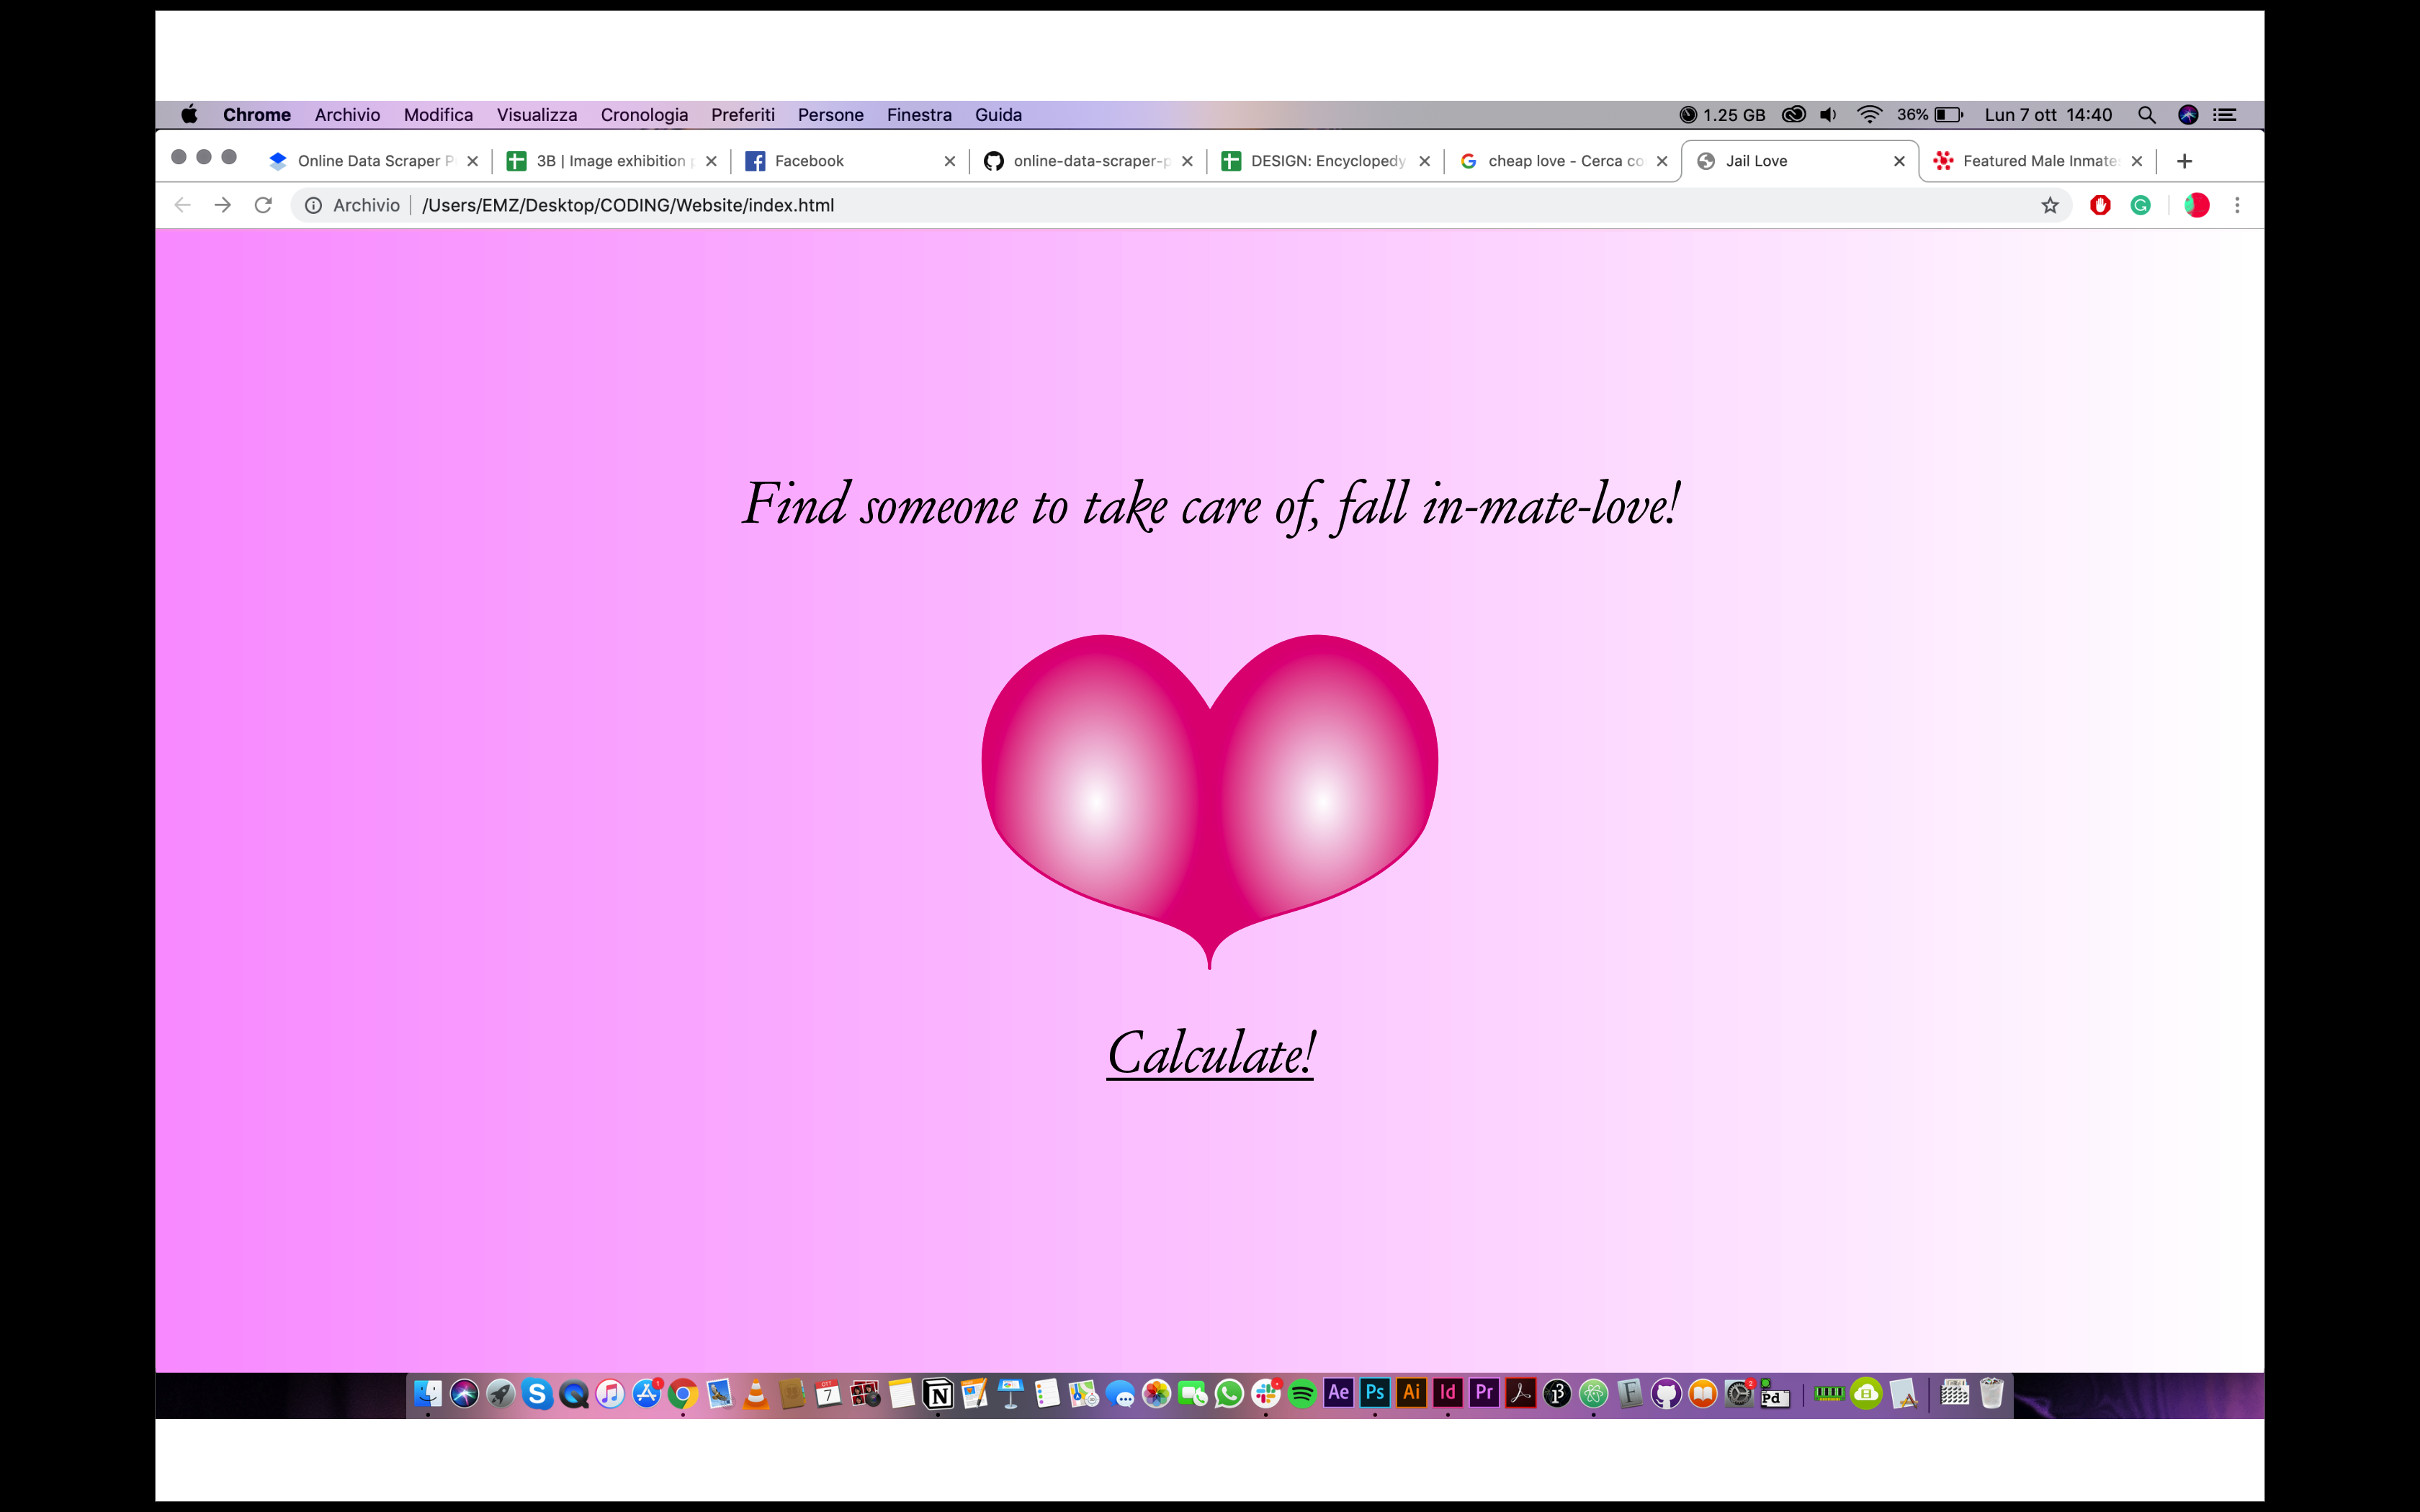 Chrome Archivio Modifica Visualizza Cronologia Preferiti Persone Finestra Guida 1.25 GB 36% Lun 7 ott 14:40
Online Data Scraper P 3B | Image exhibition Facebook online-data-scraper-p DESIGN: Encyclopedy cheap love - Cerca co Jail Love Featured Male Inmate
Archivio /Users/EMZ/Desktop/CODING/Website/index.html
Find someone to take care of, fall in-mate-love!
Calculate!
S OTT 7 N Ae Ps Ai Id Pr F Pd